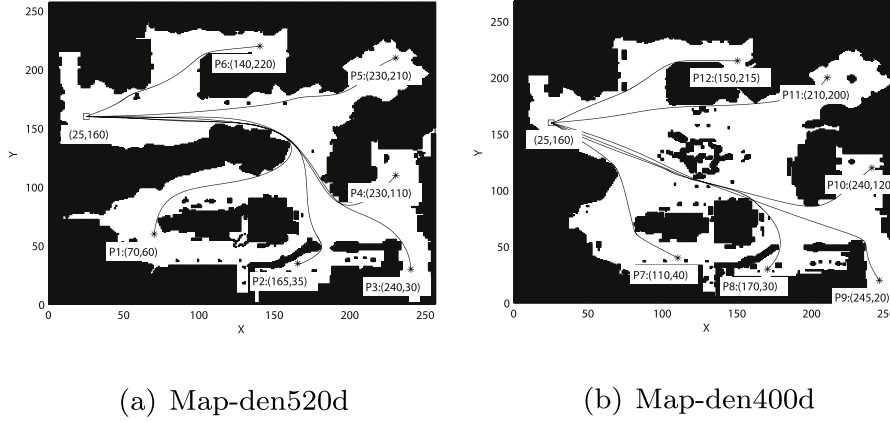 250
200
150
100
50
0
Y
0 50 100 150 200 250
X
P6:(140,220)
P5:(230,210)
(25,160)
P4:(230,110)
P1:(70,60)
P2:(165,35)
P3:(240,30)
(a) Map-den520d
250
200
150
100
50
0
Y
0 50 100 150 200
X
P12:(150,215)
P11:(210,200)
(25,160)
P10:(240,120
P7:(110,40)
P8:(170,30)
P9:(245,20)
(b) Map-den400d